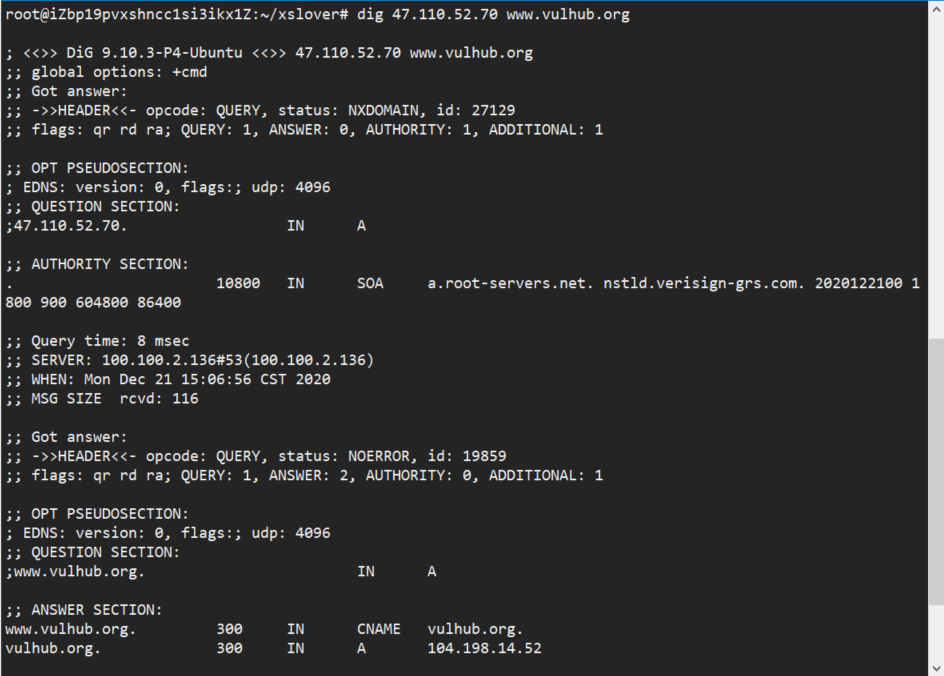 root@iZbp19pvxshncc1si3ikx1Z:~/xslover# dig 47.110.52.70 www.vulhub.org
; <<>> DiG 9.10.3-P4-Ubuntu <<>> 47.110.52.70 www.vulhub.org
;; global options: +cmd
;; Got answer:
;; ->>HEADER<<- opcode: QUERY, status: NXDOMAIN, id: 27129
;; flags: qr rd ra; QUERY: 1, ANSWER: 0, AUTHORITY: 1, ADDITIONAL: 1
;; OPT PSEUDOSECTION:
; EDNS: version: 0, flags:; udp: 4096
;; QUESTION SECTION:
;47.110.52.70. IN A
;; AUTHORITY SECTION:
. 10800 IN SOA a.root-servers.net. nstld.verisign-grs.com. 2020122100 1
800 900 604800 86400
;; Query time: 8 msec
;; SERVER: 100.100.2.136#53(100.100.2.136)
;; WHEN: Mon Dec 21 15:06:56 CST 2020
;; MSG SIZE  rcvd: 116
;; Got answer:
;; ->>HEADER<<- opcode: QUERY, status: NOERROR, id: 19859
;; flags: qr rd ra; QUERY: 1, ANSWER: 2, AUTHORITY: 0, ADDITIONAL: 1
;; OPT PSEUDOSECTION:
; EDNS: version: 0, flags:; udp: 4096
;; QUESTION SECTION:
;www.vulhub.org. IN A
;; ANSWER SECTION:
www.vulhub.org. 300 IN CNAME vulhub.org.
vulhub.org. 300 IN A 104.198.14.52